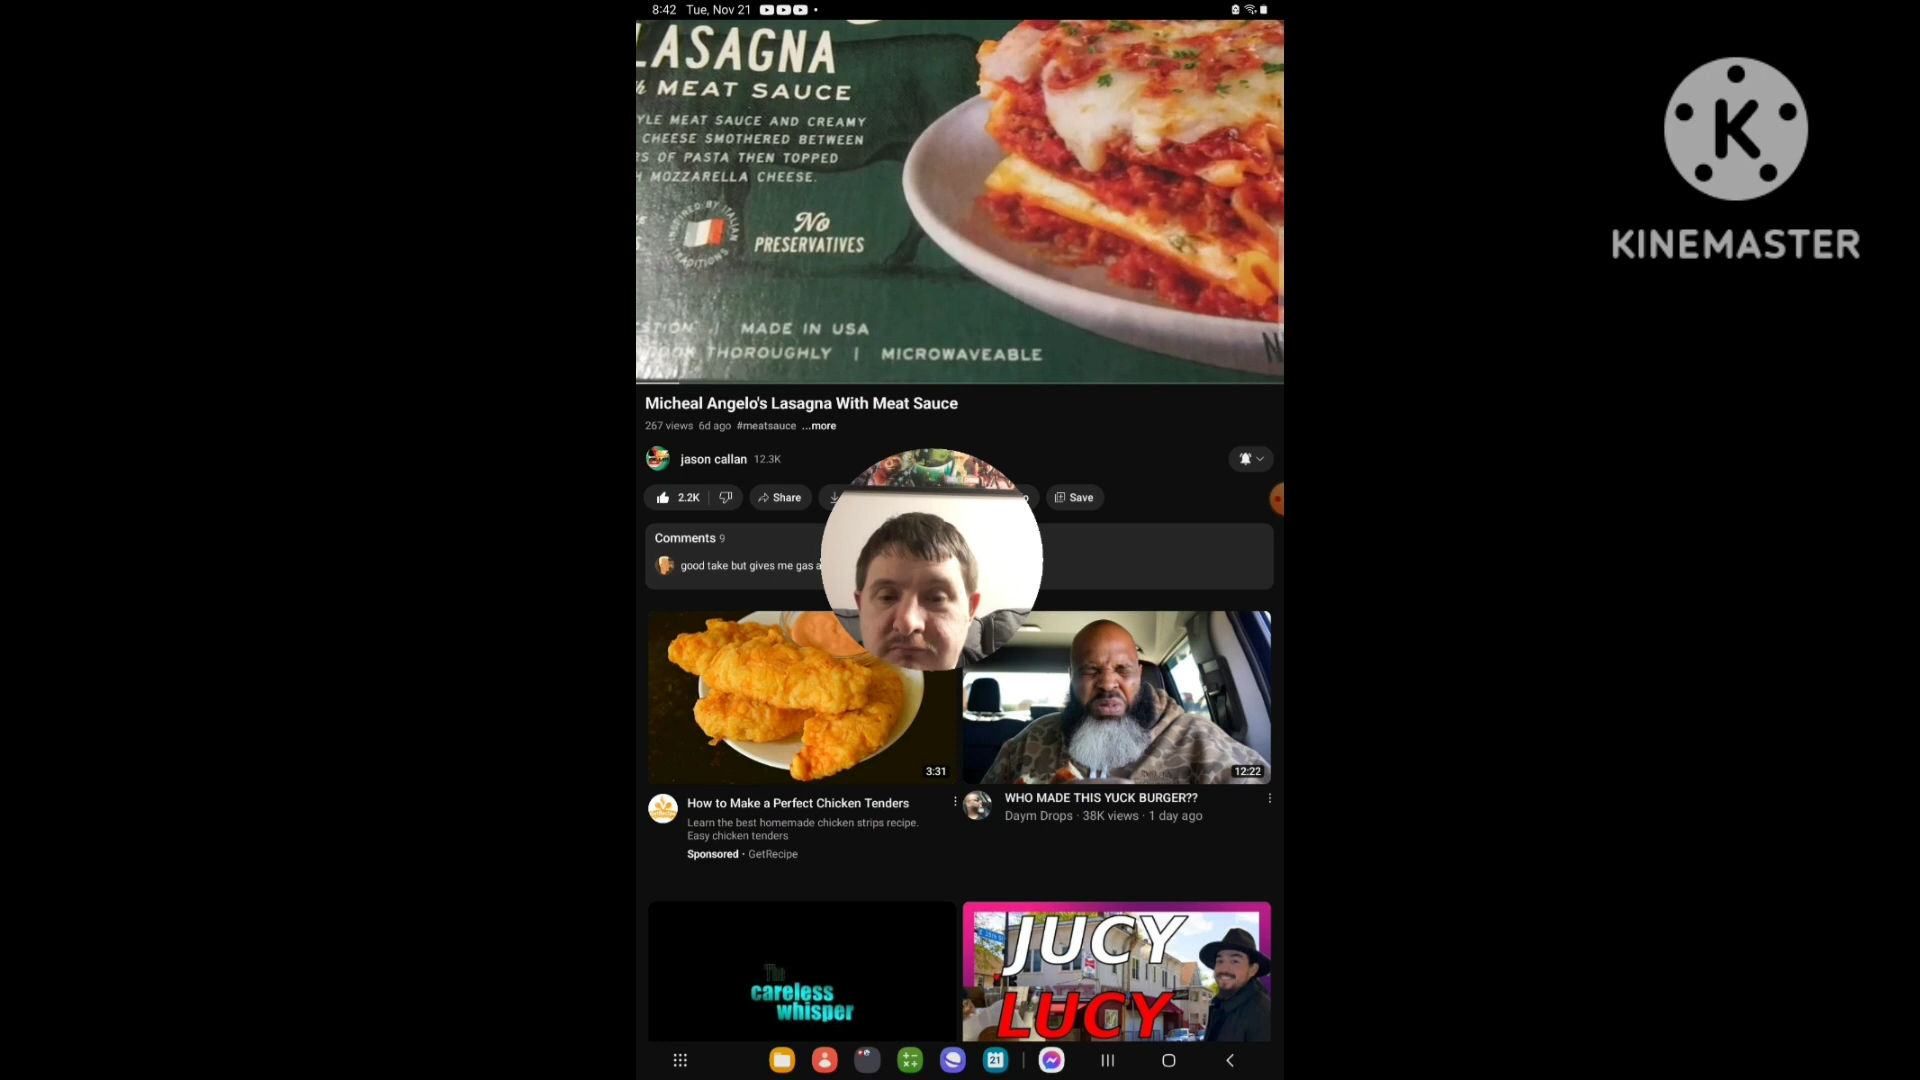 8:42 Tue, Nov 21
LASAGNA
MEAT SAUCE
MEAT SAUCE AND CREAMY
CHEESE SMOTHERED BETWEEN
OF PASTA THEN TOPPED
MOZZARELLA CHEESE.
INSPIRED BY ITALIAN TRADITIONS
No
PRESERVATIVES
MADE IN USA
THOROUGHLY | MICROWAVEABLE
KINEMASTER
Micheal Angelo's Lasagna With Meat Sauce
267 views 6d ago #meatsauce ...more
jason callan 12.3K
2.2K Share Save
Comments 9
good take but gives me gas a
3:31
12:22
How to Make a Perfect Chicken Tenders
Learn the best homemade chicken strips recipe.
Easy chicken tenders
Sponsored · GetRecipe
WHO MADE THIS YUCK BURGER??
Daym Drops · 38K views · 1 day ago
The
careless
whisper
JUCY
LUCY
21